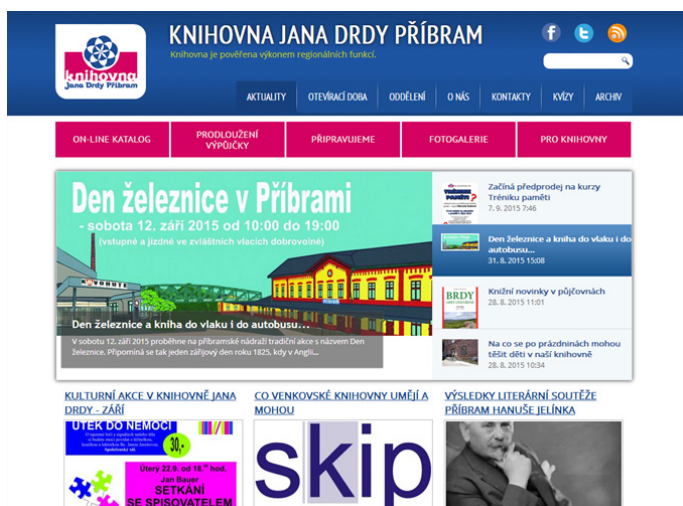 knihovna
Jana Drdy Příbram
KNIHOVNA JANA DRDY PŘÍBRAM
Knihovna je pověřena výkonem regionálních funkcí.
AKTUALITY OTEVÍRACÍ DOBA ODDĚLENÍ O NÁS KONTAKTY KVÍZY ARCHIV
ON-LINE KATALOG
PRODLOUŽENÍ
VÝPŮJČKY
PŘIPRAVUJEME
FOTOGALERIE
PRO KNIHOVNY
Den železnice v Příbrami
- sobota 12. září 2015 od 10:00 do 19:00
(vstupné a jízdné ve zvláštních vlacích dobrovolné)
Den železnice a kniha do vlaku i do autobusu...
V sobotu 12. září 2015 proběhne na příbramské nádraží tradiční akce s názvem Den
železnice. Připomíná se tak jeden zářijový den roku 1825, kdy v Anglii...
TRÉNINK
PAMĚTI ?
Začíná předprodej na kurzy
Tréniku paměti
7. 9. 2015 7:46
Den železnice a kniha do vlaku i do
autobusu...
31. 8. 2015 15:08
BRDY
Knižní novinky v půjčovnách
28. 8. 2015 11:01
Na co se po prázdninách mohou
těšit děti v naší knihovně
28. 8. 2015 10:34
KULTURNÍ AKCE V KNIHOVNĚ JANA
DRDY - ZÁŘÍ
ÚTĚK DO NEMOCI
30,-
Úterý 22.9. od 18.00 hod.
Jan Bauer
SETKÁNÍ
SE SPISOVATELEM
CO VENKOVSKÉ KNIHOVNY UMĚJÍ A
MOHOU
skip
VÝSLEDKY LITERÁRNÍ SOUTĚŽE
PŘÍBRAM HANUŠE JELÍNKA